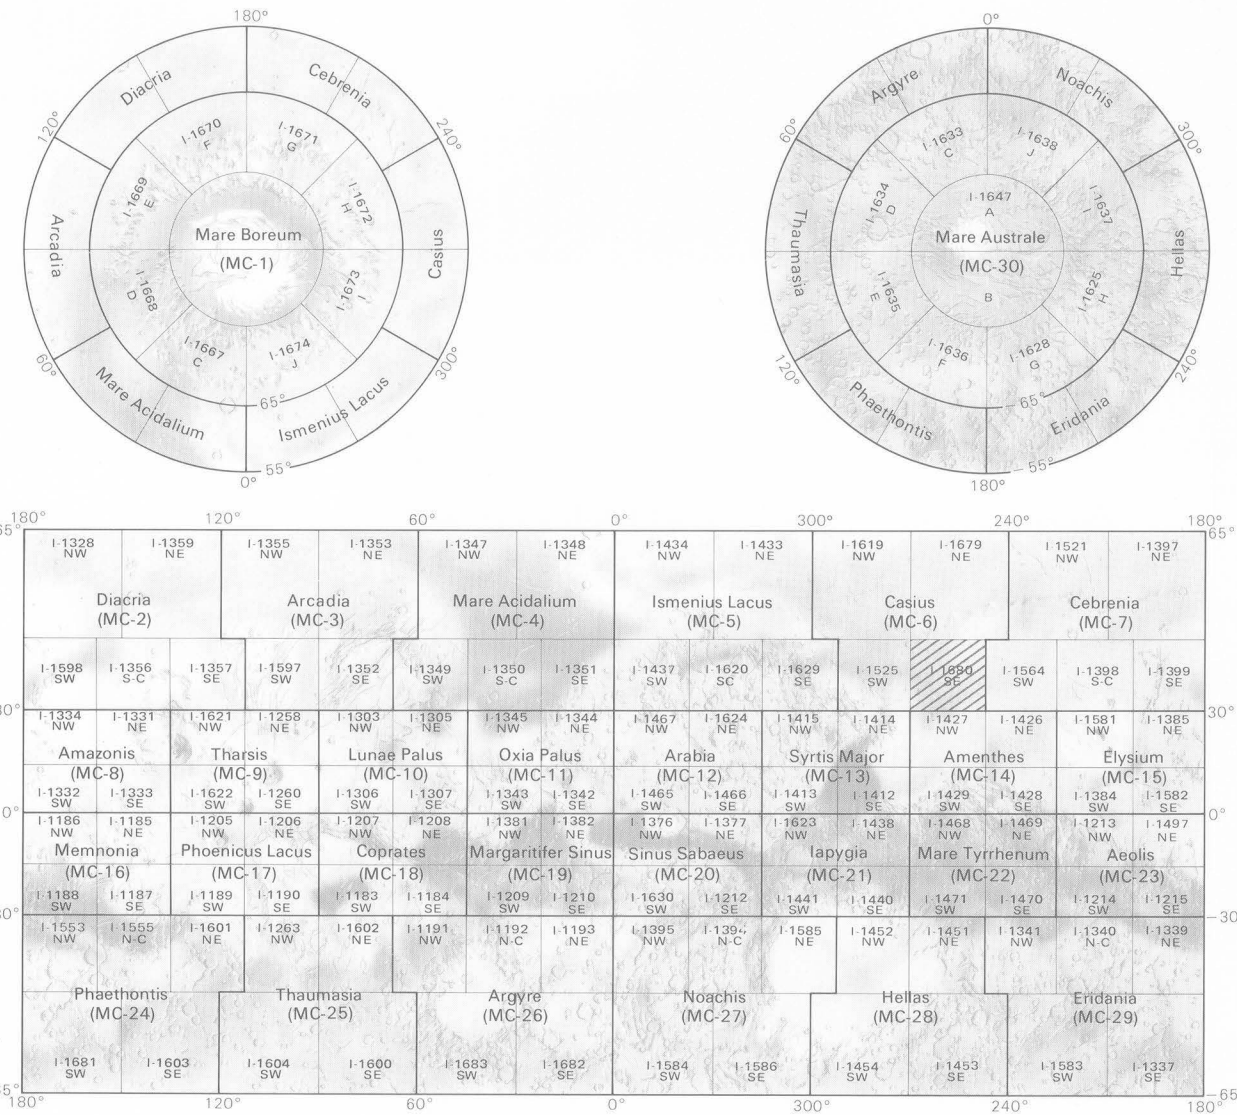 180°
Diacria
Cebrenia
120°
240°
I-1670
F
I-1671
G
I-1669
E
I-1672
H
Arcadia
Mare Boreum
(MC-1)
Casius
I-1668
D
I-1673
I
I-1667
C
I-1674
J
60°
300°
Mare Acidalium
65°
Ismenius Lacus
55°
0°
0°
Argyre
Noachis
60°
300°
I-1633
C
I-1638
J
I-1634
D
I-1647
A
I-1637
I
Thaumasia
Mare Australe
(MC-30)
Hellas
I-1635
E
B
I-1625
H
I-1636
F
I-1628
G
120°
240°
Phaethontis
-65°
Eridania
-55°
180°
180° 120° 60° 0° 300° 240° 180°
65° 65°
I-1328 I-1359 I-1355 I-1353 I-1347 I-1348 I-1434 I-1433 I-1619 I-1679 I-1521 I-1397
NW NE NW NE NW NE NW NE NW NE NW NE
Diacria Arcadia Mare Acidalium Ismenius Lacus Casius Cebrenia
(MC-2) (MC-3) (MC-4) (MC-5) (MC-6) (MC-7)
I-1598 I-1356 I-1357 I-1597 I-1352 I-1349 I-1350 I-1351 I-1437 I-1620 I-1629 I-1525 I-1680 I-1564 I-1398 I-1399
SW S-C SE SW SE SW S-C SE SW SC SE SW SE SW S-C SE
30° 30°
I-1334 I-1331 I-1621 I-1258 I-1303 I-1305 I-1345 I-1344 I-1467 I-1624 I-1415 I-1414 I-1427 I-1426 I-1581 I-1385
NW NE NW NE NW NE NW NE NW NE NW NE NW NE NW NE
Amazonis Tharsis Lunae Palus Oxia Palus Arabia Syrtis Major Amenthes Elysium
(MC-8) (MC-9) (MC-10) (MC-11) (MC-12) (MC-13) (MC-14) (MC-15)
I-1332 I-1333 I-1622 I-1260 I-1306 I-1307 I-1343 I-1342 I-1465 I-1466 I-1413 I-1412 I-1429 I-1428 I-1384 I-1582
SW SE SW SE SW SE SW SE SW SE SW SE SW SE SW SE
0° 0°
I-1186 I-1185 I-1205 I-1206 I-1207 I-1208 I-1381 I-1382 I-1376 I-1377 I-1623 I-1438 I-1468 I-1469 I-1213 I-1497
NW NE NW NE NW NE NW NE NW NE NW NE NW NE NW NE
Memnonia Phoenicus Lacus Coprates Margaritifer Sinus Sinus Sabaeus Iapygia Mare Tyrrhenum Aeolis
(MC-16) (MC-17) (MC-18) (MC-19) (MC-20) (MC-21) (MC-22) (MC-23)
I-1188 I-1187 I-1189 I-1190 I-1183 I-1184 I-1209 I-1210 I-1630 I-1212 I-1441 I-1440 I-1471 I-1470 I-1214 I-1215
SW SE SW SE SW SE SW SE SW SE SW SE SW SE SW SE
30° -30°
I-1553 I-1555 I-1601 I-1263 I-1602 I-1191 I-1192 I-1193 I-1395 I-1394 I-1585 I-1452 I-1451 I-1341 I-1340 I-1339
NW N-C NE NW NE NW N-C NE NW N-C NE NW NE NW N-C NE
Phaethontis Thaumasia Argyre Noachis Hellas Eridania
(MC-24) (MC-25) (MC-26) (MC-27) (MC-28) (MC-29)
I-1681 I-1603 I-1604 I-1600 I-1683 I-1682 I-1584 I-1586 I-1454 I-1453 I-1583 I-1337
SW SE SW SE SW SE SW SE SW SE SW SE
65° -65°
180° 120° 60° 0° 300° 240° 180°